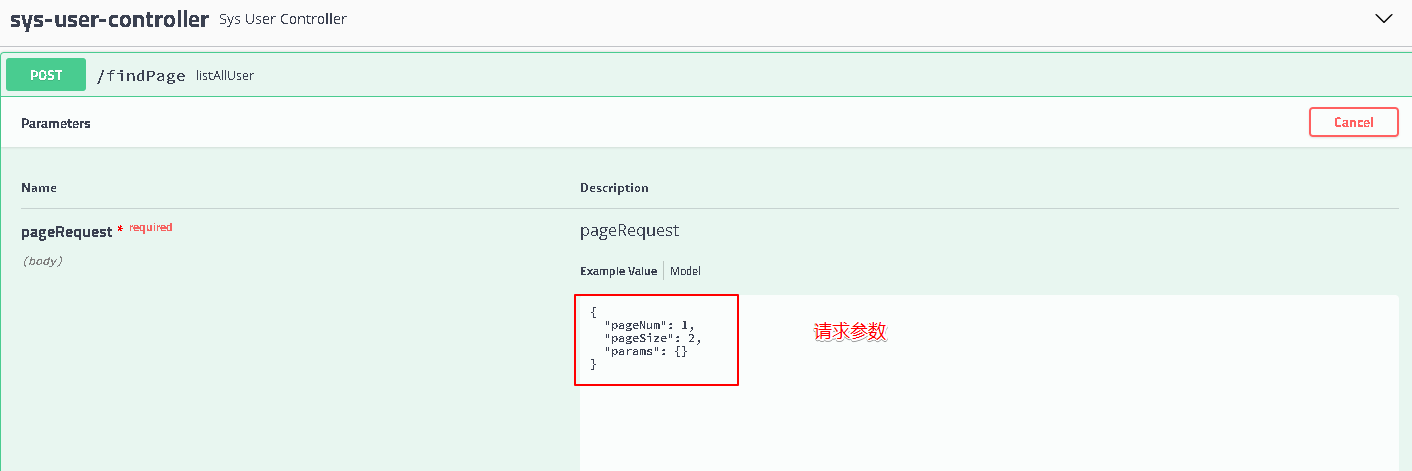 sys-user-controller Sys User Controller
POST /findPage listAllUser
Parameters Cancel
Name Description
pageRequest * required pageRequest
(body)
Example Value Model
{
"pageNum": 1,
"pageSize": 2,
"params": {}
}
请求参数